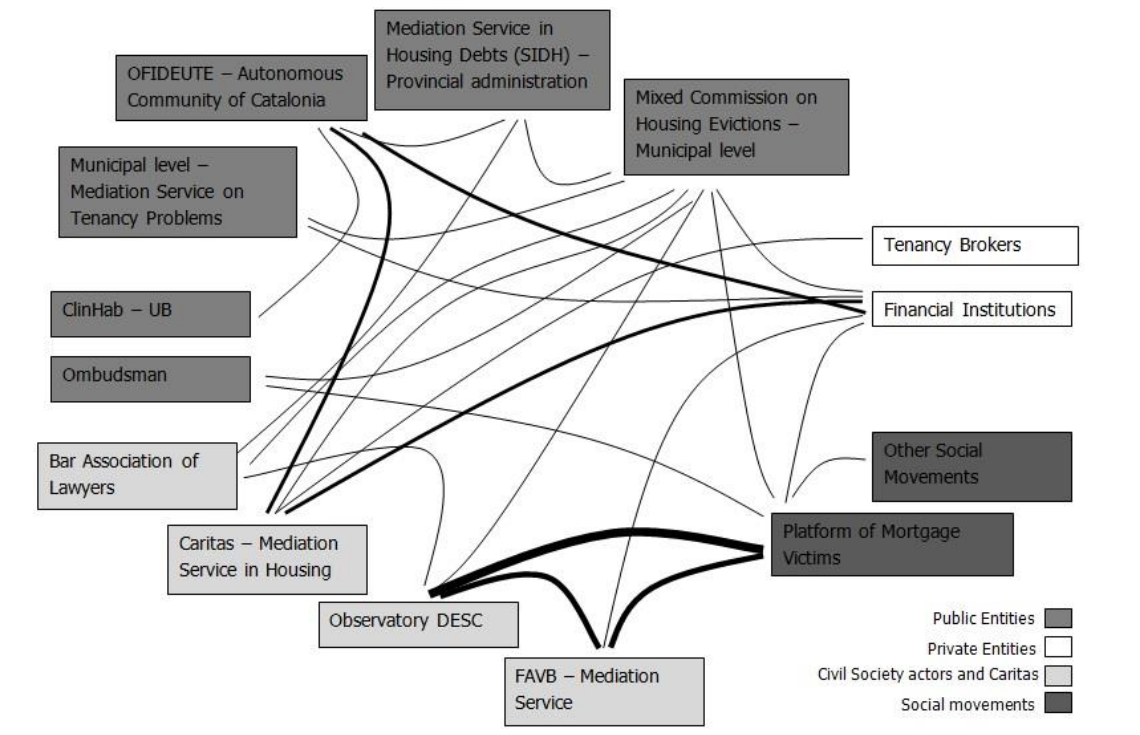 Mediation Service in
Housing Debts (SIDH) –
Provincial administration
OFIDEUTE – Autonomous
Community of Catalonia
Mixed Commission on
Housing Evictions –
Municipal level
Municipal level –
Mediation Service on
Tenancy Problems
Tenancy Brokers
ClinHab – UB
Financial Institutions
Ombudsman
Bar Association of
Lawyers
Other Social
Movements
Caritas – Mediation
Service in Housing
Platform of Mortgage
Victims
Observatory DESC
FAVB – Mediation
Service
Public Entities
Private Entities
Civil Society actors and Caritas
Social movements